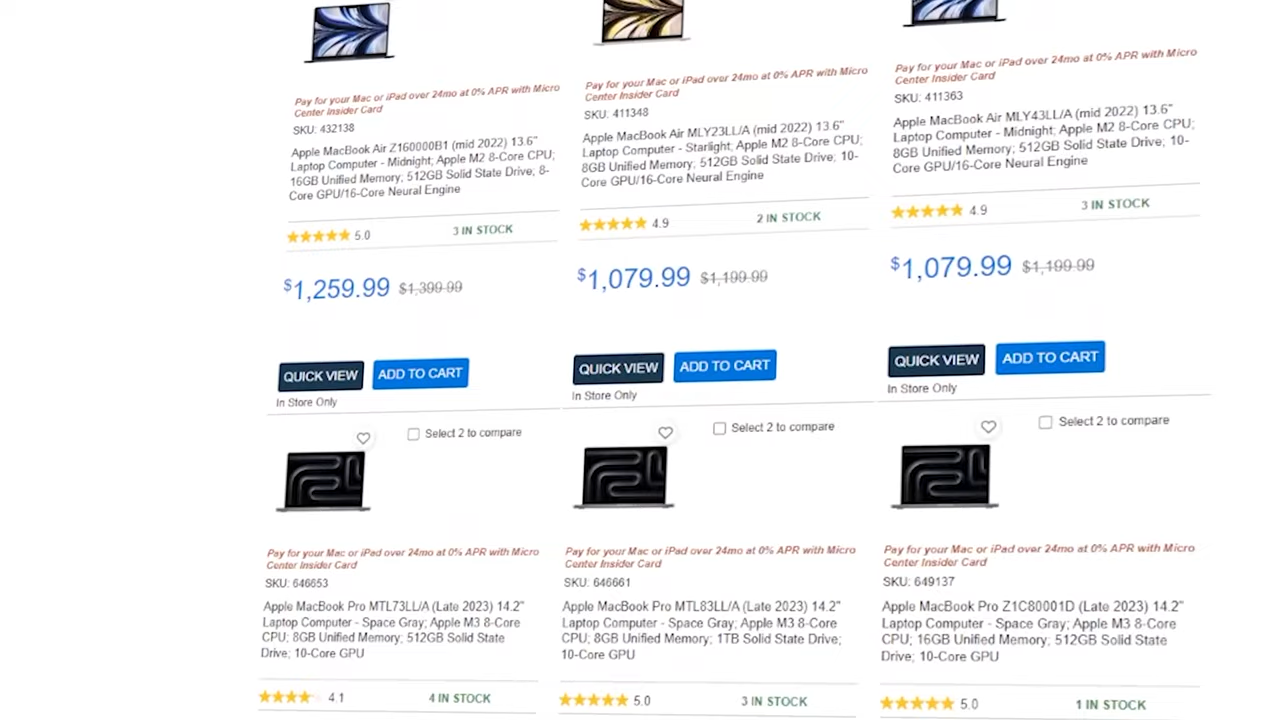 Pay for your Mac or iPad over 24mo at 0% APR with Micro
Center Insider Card
SKU: 432138
Apple MacBook Air Z160000B1 (mid 2022) 13.6"
Laptop Computer - Midnight; Apple M2 8-Core CPU;
16GB Unified Memory; 512GB Solid State Drive; 8-
Core GPU/16-Core Neural Engine
5.0
3 IN STOCK
$1,259.99 $1,399.99
QUICK VIEW
ADD TO CART
In Store Only
Pay for your Mac or iPad over 24mo at 0% APR with Micro
Center Insider Card
SKU: 411348
Apple MacBook Air MLY23LL/A (mid 2022) 13.6"
Laptop Computer - Starlight; Apple M2 8-Core CPU;
8GB Unified Memory; 512GB Solid State Drive; 10-
Core GPU/16-Core Neural Engine
4.9
2 IN STOCK
$1,079.99 $1,199.99
QUICK VIEW
ADD TO CART
In Store Only
Pay for your Mac or iPad over 24mo at 0% APR with Micro
Center Insider Card
SKU: 411363
Apple MacBook Air MLY43LL/A (mid 2022) 13.6"
Laptop Computer - Midnight; Apple M2 8-Core CPU;
8GB Unified Memory; 512GB Solid State Drive; 10-
Core GPU/16-Core Neural Engine
4.9
3 IN STOCK
$1,079.99 $1,199.99
QUICK VIEW
ADD TO CART
In Store Only
Select 2 to compare
Pay for your Mac or iPad over 24mo at 0% APR with Micro
Center Insider Card
SKU: 646653
Apple MacBook Pro MTL73LL/A (Late 2023) 14.2"
Laptop Computer - Space Gray; Apple M3 8-Core
CPU; 8GB Unified Memory; 512GB Solid State
Drive; 10-Core GPU
4.1
4 IN STOCK
Select 2 to compare
Pay for your Mac or iPad over 24mo at 0% APR with Micro
Center Insider Card
SKU: 646661
Apple MacBook Pro MTL83LL/A (Late 2023) 14.2"
Laptop Computer - Space Gray; Apple M3 8-Core
CPU; 8GB Unified Memory; 1TB Solid State Drive;
10-Core GPU
5.0
3 IN STOCK
Select 2 to compare
Pay for your Mac or iPad over 24mo at 0% APR with Micro
Center Insider Card
SKU: 649137
Apple MacBook Pro Z1C80001D (Late 2023) 14.2"
Laptop Computer - Space Gray; Apple M3 8-Core
CPU; 16GB Unified Memory; 512GB Solid State
Drive; 10-Core GPU
5.0
1 IN STOCK